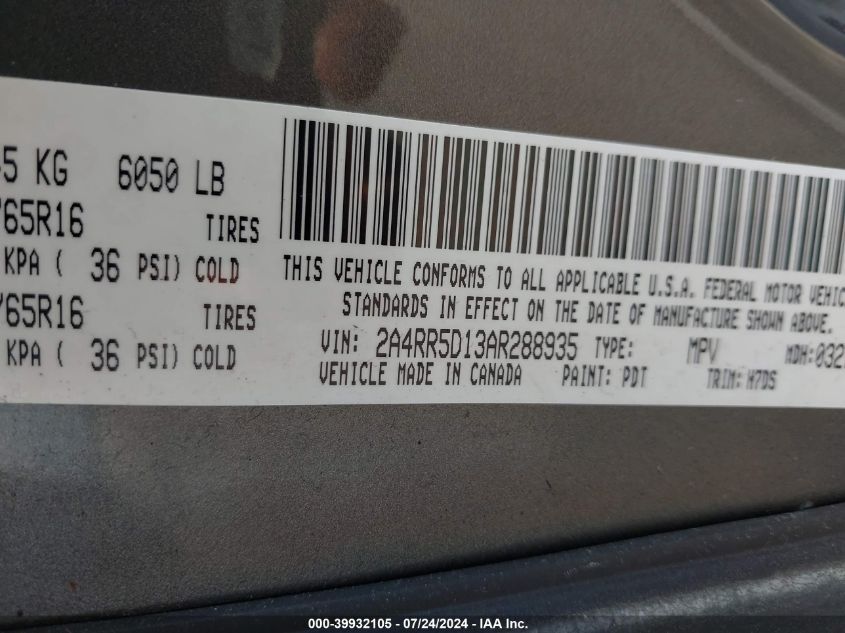 5 KG 6050 LB
/65R16 TIRES
KPA ( 36 PSI) COLD
/65R16 TIRES
KPA ( 36 PSI) COLD
THIS VEHICLE CONFORMS TO ALL APPLICABLE U.S.A. FEDERAL MOTOR VEHIC
STANDARDS IN EFFECT ON THE DATE OF MANUFACTURE SHOWN ABOVE.
VIN: 2A4RR5D13AR288935 TYPE: MPV MDH:032
VEHICLE MADE IN CANADA PAINT: PDT TRIM: H7DS
000-39932105 / 07/24/2024 / IAA Inc.